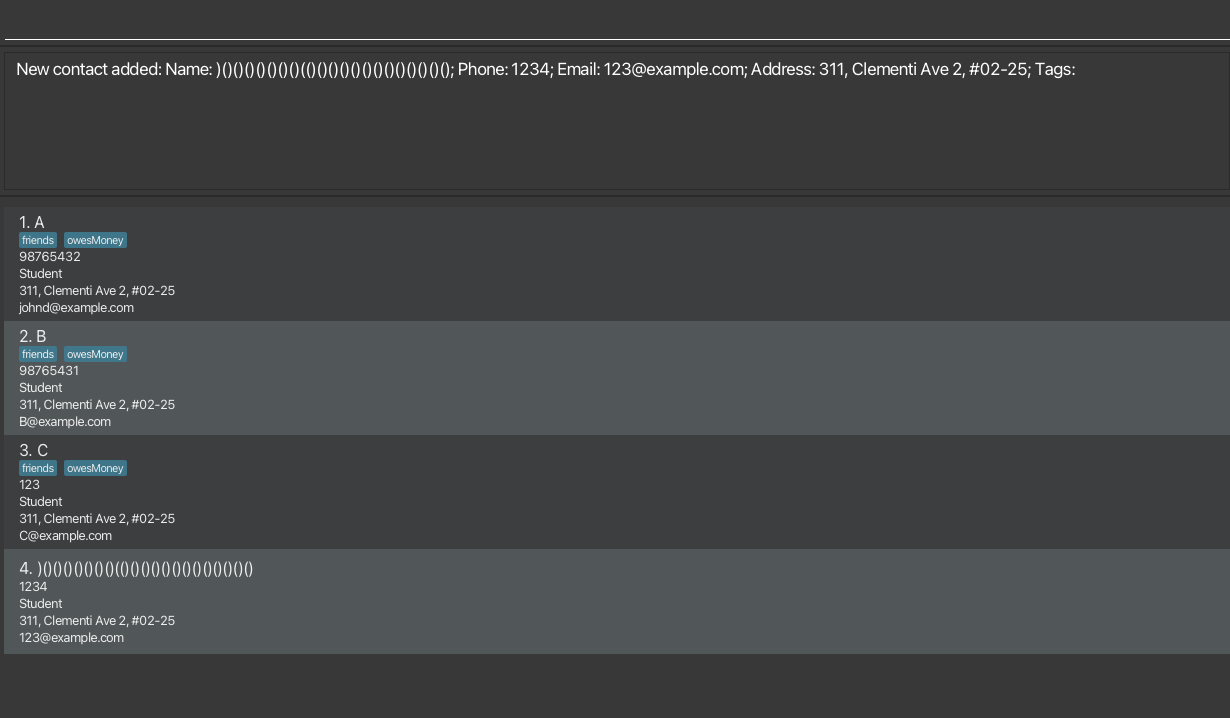 New contact added: Name: )()()()()()()(()()()()()()()()()()()()(); Phone: 1234; Email: 123@example.com; Address: 311, Clementi Ave 2, #02-25; Tags:
1. A
friends owesMoney
98765432
Student
311, Clementi Ave 2, #02-25
johnd@example.com
2. B
friends owesMoney
98765431
Student
311, Clementi Ave 2, #02-25
B@example.com
3. C
friends owesMoney
123
Student
311, Clementi Ave 2, #02-25
C@example.com
4. )()()()()()()(()()()()()()()()()()()()()
1234
Student
311, Clementi Ave 2, #02-25
123@example.com